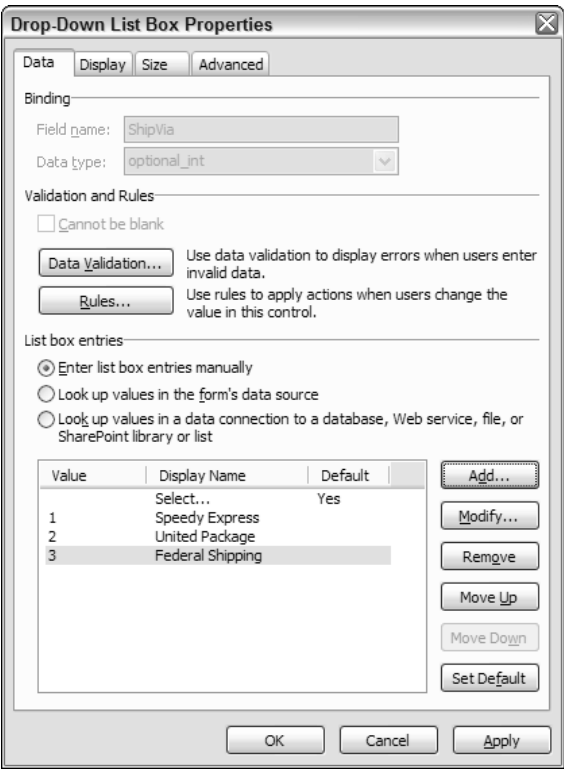 Drop-Down List Box Properties
Data Display Size Advanced
Binding
Field name: ShipVia
Data type: optional_int
Validation and Rules
Cannot be blank
Data Validation... Use data validation to display errors when users enter
invalid data.
Rules... Use rules to apply actions when users change the
value in this control.
List box entries
Enter list box entries manually
Look up values in the form's data source
Look up values in a data connection to a database, Web service, file, or
SharePoint library or list
Value Display Name Default
Select... Yes
1 Speedy Express
2 United Package
3 Federal Shipping
Add...
Modify...
Remove
Move Up
Move Down
Set Default
OK Cancel Apply